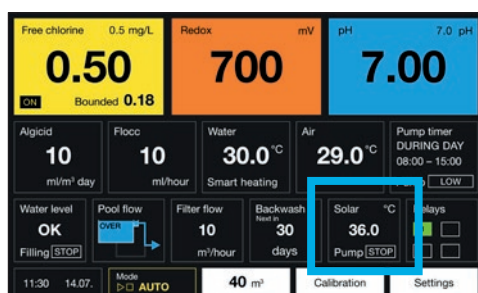 Free chlorine 0.5 mg/L Redox mV pH 7.0 pH
0.50 700 7.00
ON Bounded 0.18
Algicid Flocc Water Air Pump timer
10 10 30.0 °C 29.0 °C DURING DAY
08:00 – 15:00
ml/m³ day ml/hour Smart heating LOW
Water level Pool flow Filter flow Backwash Solar °C
Next in
OK OVER 10 30 36.0
Filling STOP m³/hour days Pump STOP
11:30 14.07. Mode AUTO 40 m³ Calibration Settings